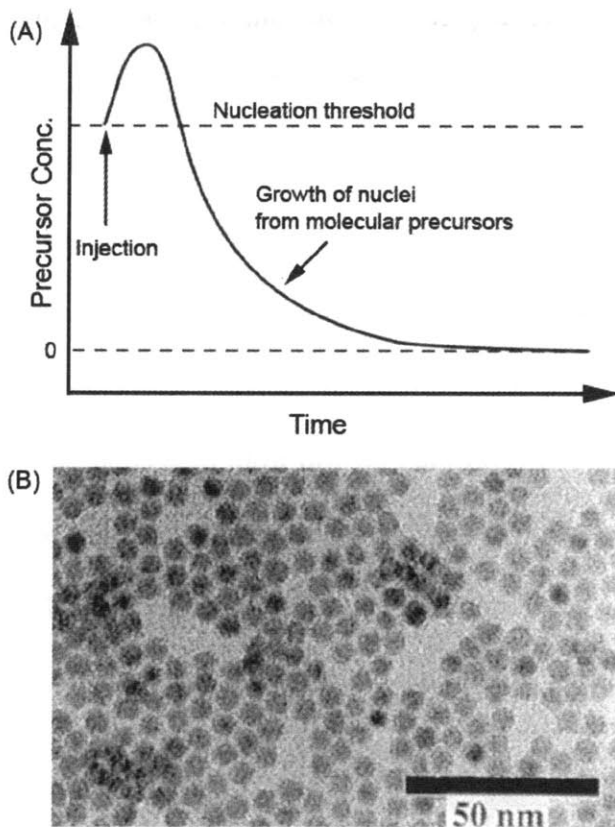 (A)
Nucleation threshold
Growth of nuclei
from molecular precursors
Injection
Precursor Conc.
0
Time
(B)
50 nm